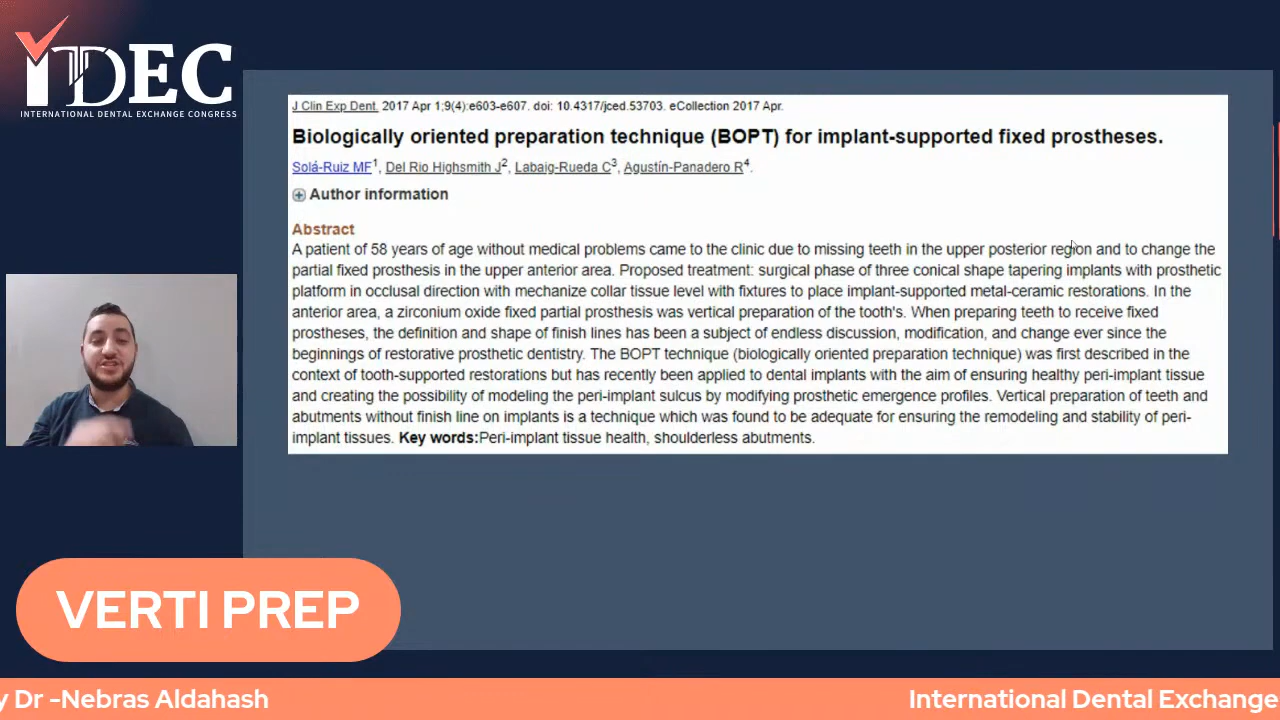 IDEC
INTERNATIONAL DENTAL EXCHANGE CONGRESS
J Clin Exp Dent. 2017 Apr 1;9(4):e603-e607. doi: 10.4317/jced.53703. eCollection 2017 Apr.
Biologically oriented preparation technique (BOPT) for implant-supported fixed prostheses.
Solá-Ruiz MF1, Del Rio Highsmith J2, Labaig-Rueda C3, Agustín-Panadero R4.
Author information
Abstract
A patient of 58 years of age without medical problems came to the clinic due to missing teeth in the upper posterior region and to change the
partial fixed prosthesis in the upper anterior area. Proposed treatment: surgical phase of three conical shape tapering implants with prosthetic
platform in occlusal direction with mechanize collar tissue level with fixtures to place implant-supported metal-ceramic restorations. In the
anterior area, a zirconium oxide fixed partial prosthesis was vertical preparation of the tooth's. When preparing teeth to receive fixed
prostheses, the definition and shape of finish lines has been a subject of endless discussion, modification, and change ever since the
beginnings of restorative prosthetic dentistry. The BOPT technique (biologically oriented preparation technique) was first described in the
context of tooth-supported restorations but has recently been applied to dental implants with the aim of ensuring healthy peri-implant tissue
and creating the possibility of modeling the peri-implant sulcus by modifying prosthetic emergence profiles. Vertical preparation of teeth and
abutments without finish line on implants is a technique which was found to be adequate for ensuring the remodeling and stability of peri-
implant tissues. Key words:Peri-implant tissue health, shoulderless abutments.
VERTI PREP
y Dr -Nebras Aldahash
International Dental Exchange